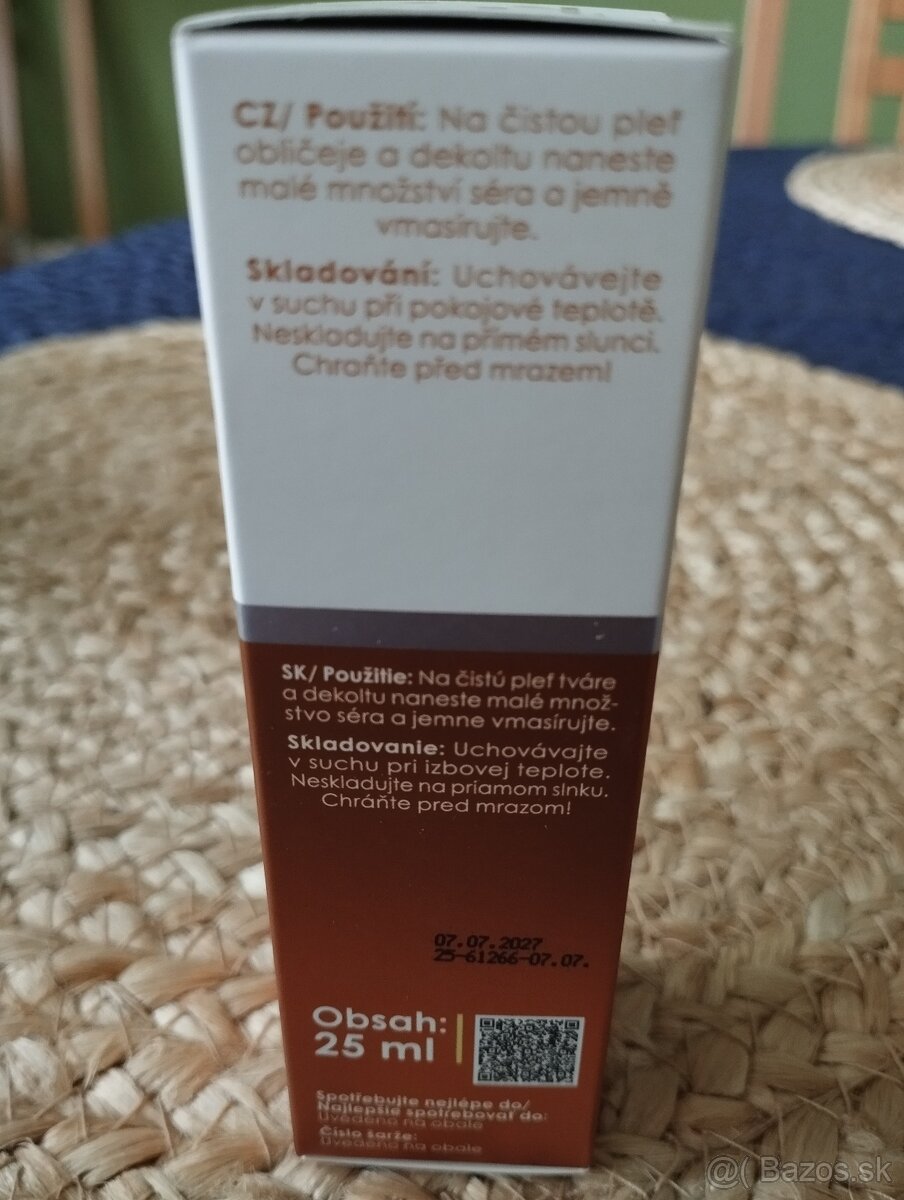 CZ/ Použití: Na čistou pleť
obličeje a dekoltu naneste
malé množství séra a jemně
vmasírujte.
Skladování: Uchovávejte
v suchu při pokojové teplotě.
Neskladujte na přímém slunci.
Chraňte před mrazem!
SK/ Použitie: Na čistú pleť tváre
a dekoltu naneste malé množ-
stvo séra a jemne vmasírujte.
Skladovanie: Uchovávajte
v suchu pri izbovej teplote.
Neskladujte na priamom slnku.
Chráňte pred mrazom!
07.07.2027
25-61266-07.07.
Obsah:
25 ml
Spotřebujte nejlépe do/
Najlepšie spotrebovať do:
Uvedena na obale
Číslo šarže:
Uvedena na obale
@( Bazos.sk